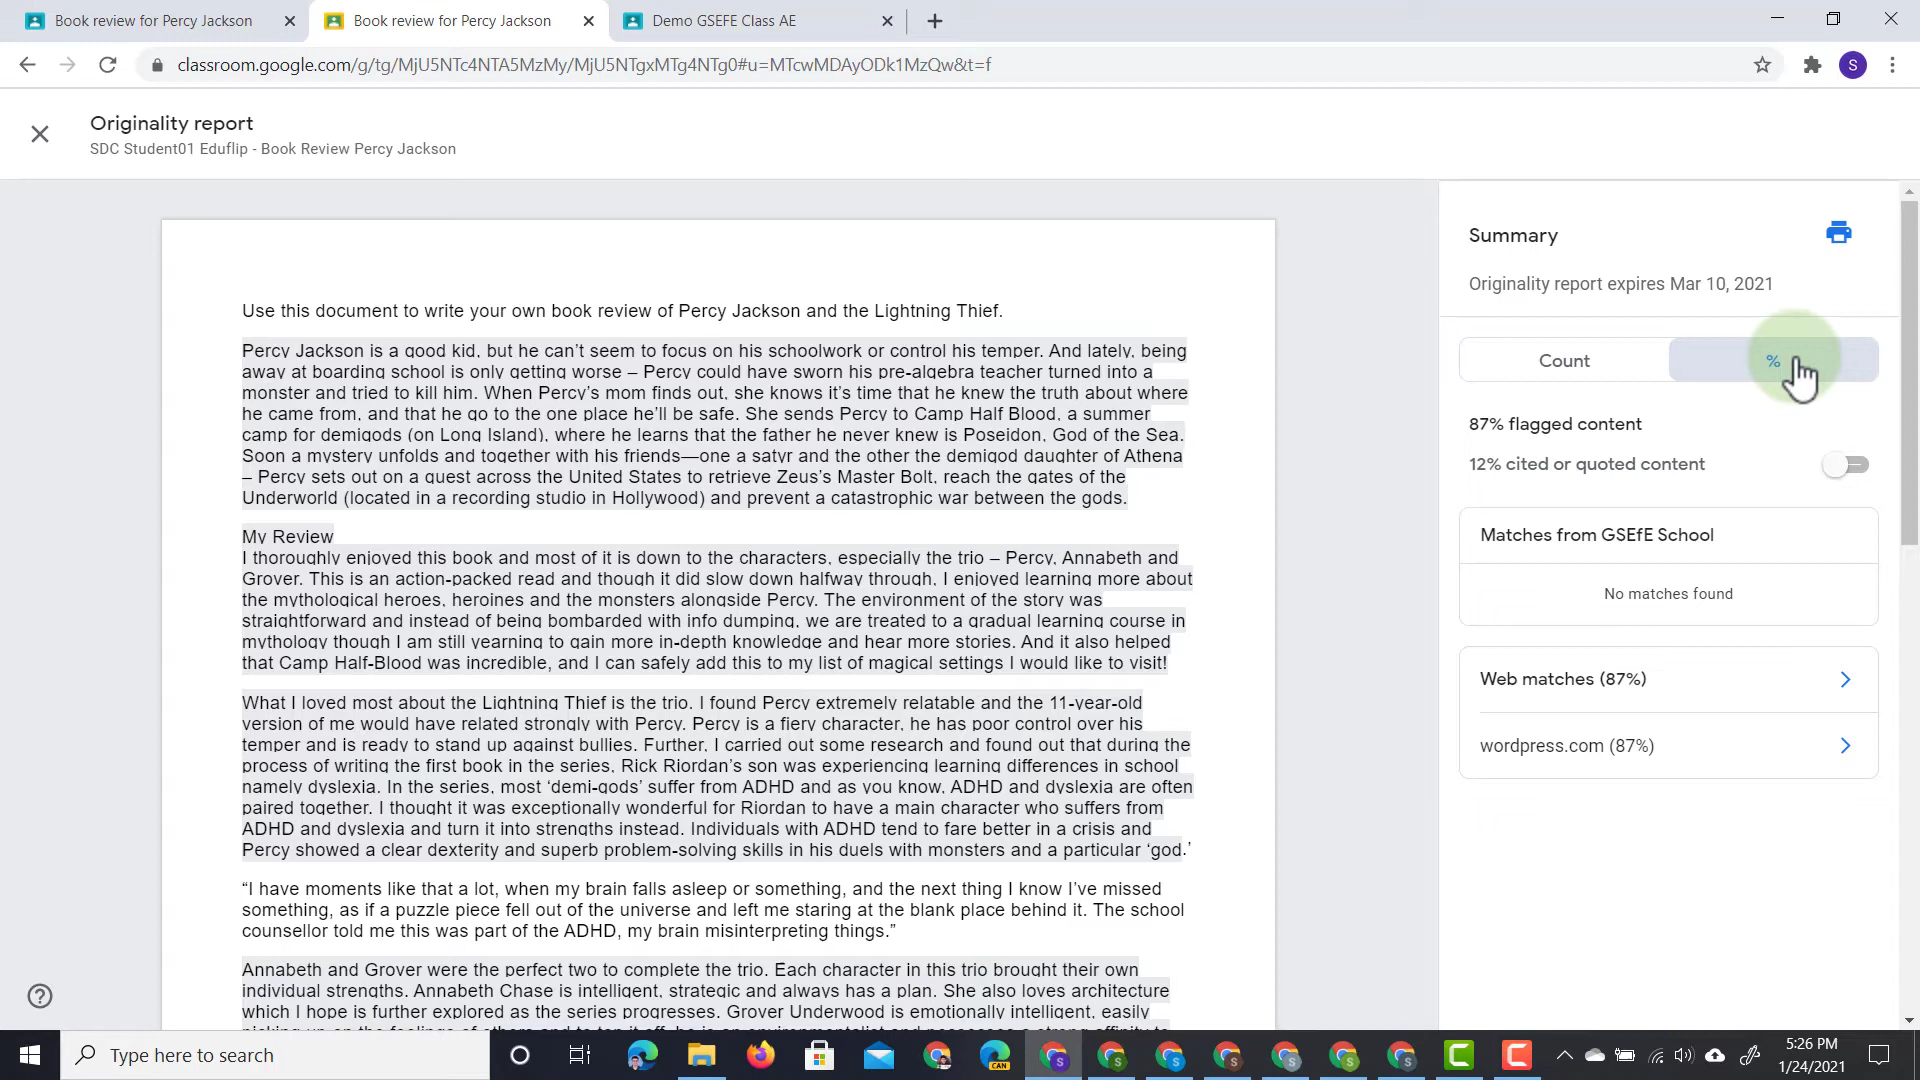 Book review for Percy Jackson
Book review for Percy Jackson
Demo GSEFE Class AE
classroom.google.com/g/tg/MjU5NTc4NTA5MzMy/MjU5NTgxMTg4NTg0#u=MTcwMDAyODk1MzQw&t=f
S
Originality report
SDC Student01 Eduflip - Book Review Percy Jackson
Use this document to write your own book review of Percy Jackson and the Lightning Thief.
Percy Jackson is a good kid, but he can’t seem to focus on his schoolwork or control his temper. And lately, being
away at boarding school is only getting worse – Percy could have sworn his pre-algebra teacher turned into a
monster and tried to kill him. When Percy’s mom finds out, she knows it’s time that he knew the truth about where
he came from, and that he go to the one place he’ll be safe. She sends Percy to Camp Half Blood, a summer
camp for demigods (on Long Island), where he learns that the father he never knew is Poseidon, God of the Sea.
Soon a mystery unfolds and together with his friends—one a satyr and the other the demigod daughter of Athena
– Percy sets out on a quest across the United States to retrieve Zeus’s Master Bolt, reach the gates of the
Underworld (located in a recording studio in Hollywood) and prevent a catastrophic war between the gods.
My Review
I thoroughly enjoyed this book and most of it is down to the characters, especially the trio – Percy, Annabeth and
Grover. This is an action-packed read and though it did slow down halfway through, I enjoyed learning more about
the mythological heroes, heroines and the monsters alongside Percy. The environment of the story was
straightforward and instead of being bombarded with info dumping, we are treated to a gradual learning course in
mythology though I am still yearning to gain more in-depth knowledge and hear more stories. And it also helped
that Camp Half-Blood was incredible, and I can safely add this to my list of magical settings I would like to visit!
What I loved most about the Lightning Thief is the trio. I found Percy extremely relatable and the 11-year-old
version of me would have related strongly with Percy. Percy is a fiery character, he has poor control over his
temper and is ready to stand up against bullies. Further, I carried out some research and found out that during the
process of writing the first book in the series, Rick Riordan’s son was experiencing learning differences in school
namely dyslexia. In the series, most ‘demi-gods’ suffer from ADHD and as you know, ADHD and dyslexia are often
paired together. I thought it was exceptionally wonderful for Riordan to have a main character who suffers from
ADHD and dyslexia and turn it into strengths instead. Individuals with ADHD tend to fare better in a crisis and
Percy showed a clear dexterity and superb problem-solving skills in his duels with monsters and a particular ‘god.’
“I have moments like that a lot, when my brain falls asleep or something, and the next thing I know I’ve missed
something, as if a puzzle piece fell out of the universe and left me staring at the blank place behind it. The school
counsellor told me this was part of the ADHD, my brain misinterpreting things.”
Annabeth and Grover were the perfect two to complete the trio. Each character in this trio brought their own
individual strengths. Annabeth Chase is intelligent, strategic and always has a plan. She also loves architecture
which I hope is further explored as the series progresses. Grover Underwood is emotionally intelligent, easily
Summary
Originality report expires Mar 10, 2021
Count
%
87% flagged content
12% cited or quoted content
Matches from GSEfE School
No matches found
Web matches (87%)
wordpress.com (87%)
Type here to search
CAN
5:26 PM
1/24/2021